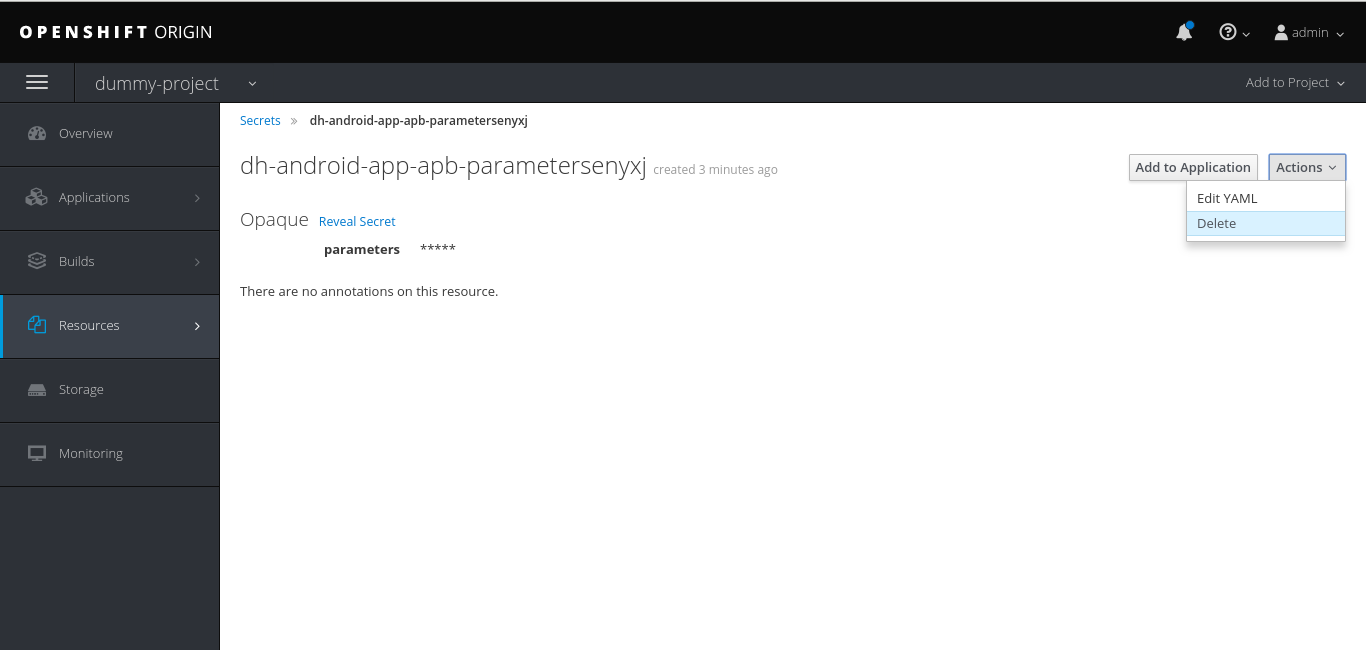 OPENSHIFT ORIGIN
admin
dummy-project
Add to Project
Overview
Applications
Builds
Resources
Storage
Monitoring
Secrets » dh-android-app-apb-parametersenyxj
dh-android-app-apb-parametersenyxj created 3 minutes ago
Add to Application
Actions
Edit YAML
Delete
Opaque Reveal Secret
parameters *****
There are no annotations on this resource.